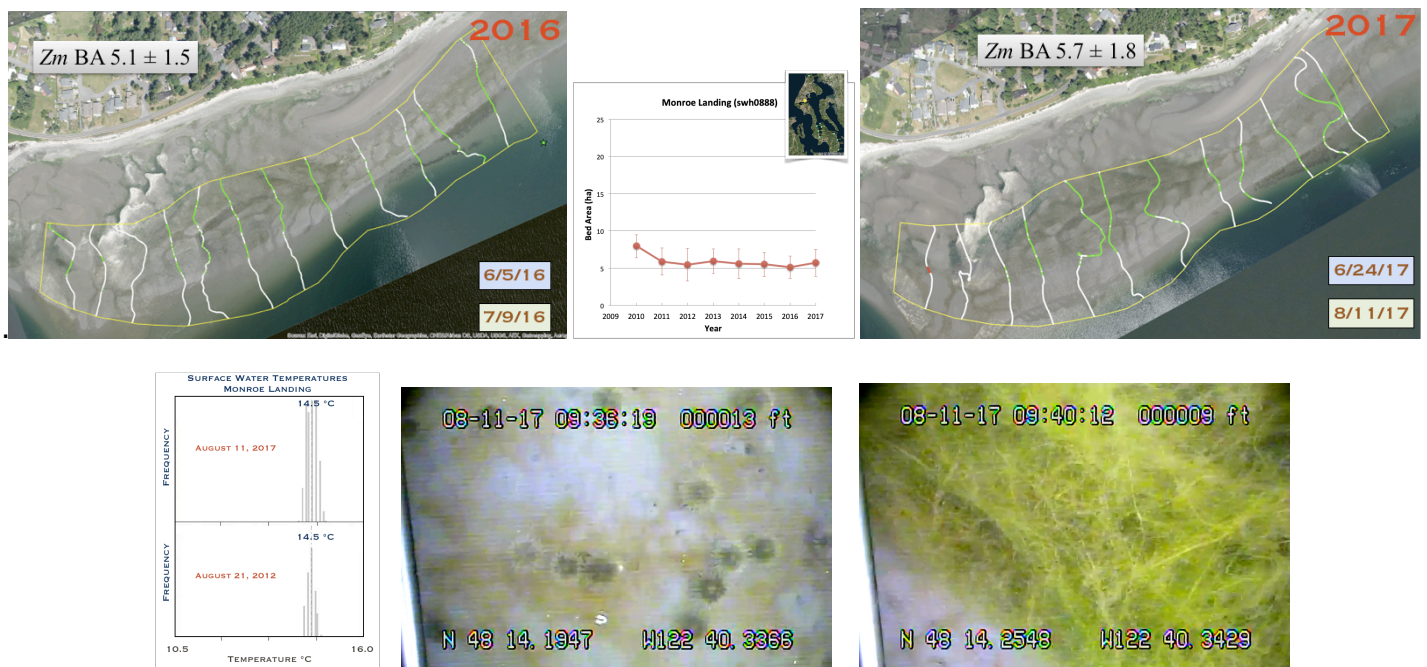 2016
Zm BA 5.1 ± 1.5
6/5/16
7/9/16
Monroe Landing (swh0888)
Bed Area (ha)
25
20
15
10
5
0
2009 2010 2011 2012 2013 2014 2015 2016 2017
Year
2017
Zm BA 5.7 ± 1.8
6/24/17
8/11/17
Surface Water Temperatures
Monroe Landing
14.5 °C
August 11, 2017
Frequency
14.5 °C
August 21, 2012
Frequency
10.5 16.0
Temperature °C
08-11-17 09:36:19 000013 ft
N 48 14.1947 W122 40.3366
08-11-17 09:40:12 000009 ft
N 48 14.2548 W122 40.3429